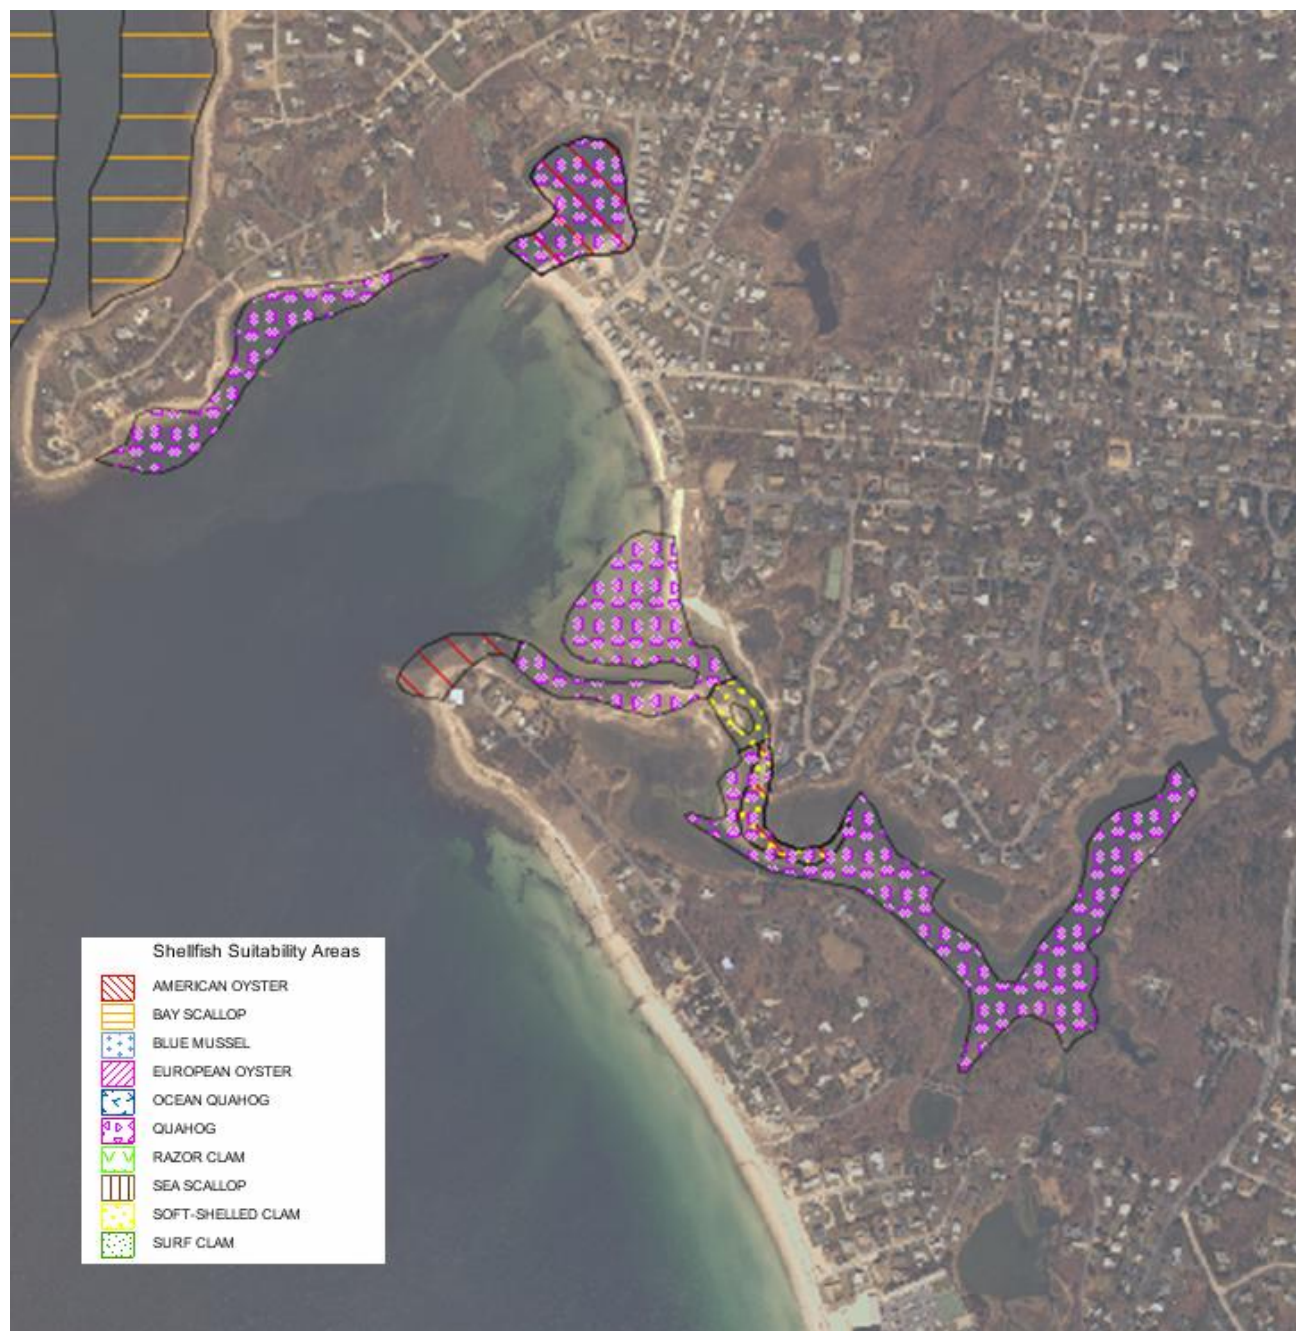 Shellfish Suitability Areas
AMERICAN OYSTER
BAY SCALLOP
BLUE MUSSEL
EUROPEAN OYSTER
OCEAN QUAHOG
QUAHOG
RAZOR CLAM
SEA SCALLOP
SOFT-SHELLED CLAM
SURF CLAM